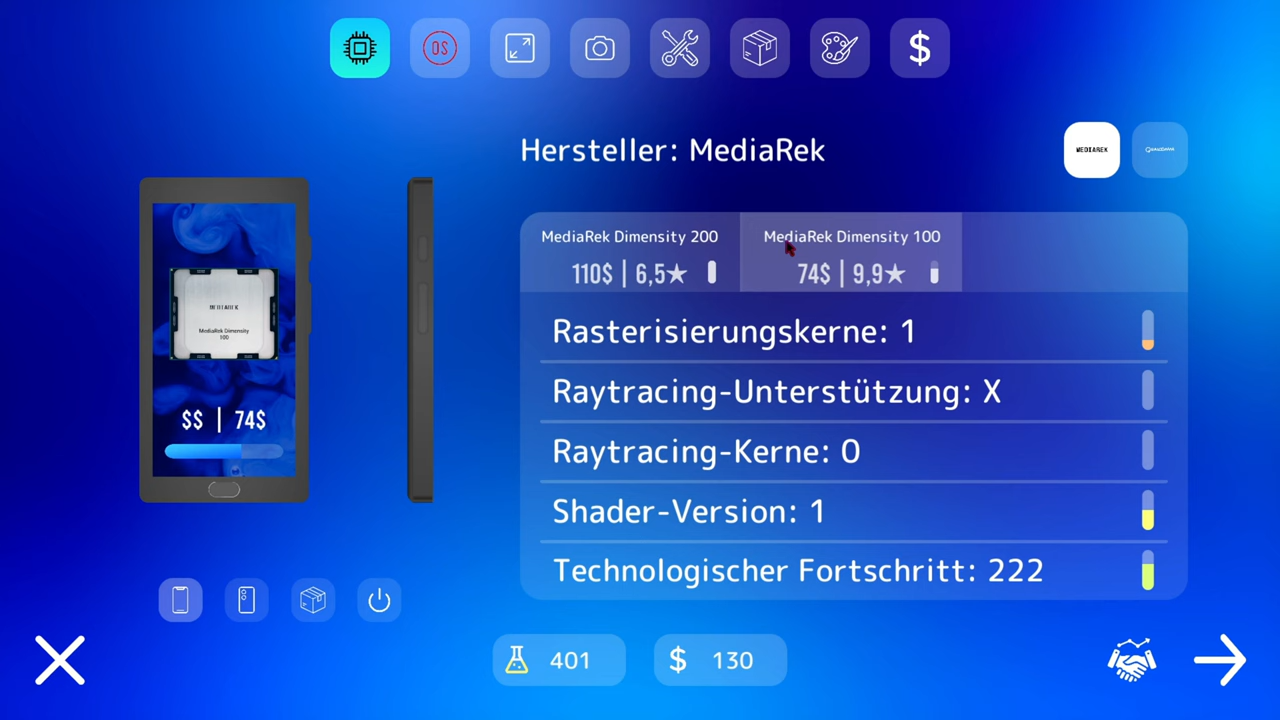 OS
$
Hersteller: MediaRek
MEDIAREK
QUALCOMM
MediaRek Dimensity 200
110$ | 6,5★
MediaRek Dimensity 100
74$ | 9,9★
Rasterisierungskerne: 1
Raytracing-Unterstützung: X
Raytracing-Kerne: 0
Shader-Version: 1
Technologischer Fortschritt: 222
MEDIAREK
MediaRek Dimensity
100
$$ | 74$
401
$ 130